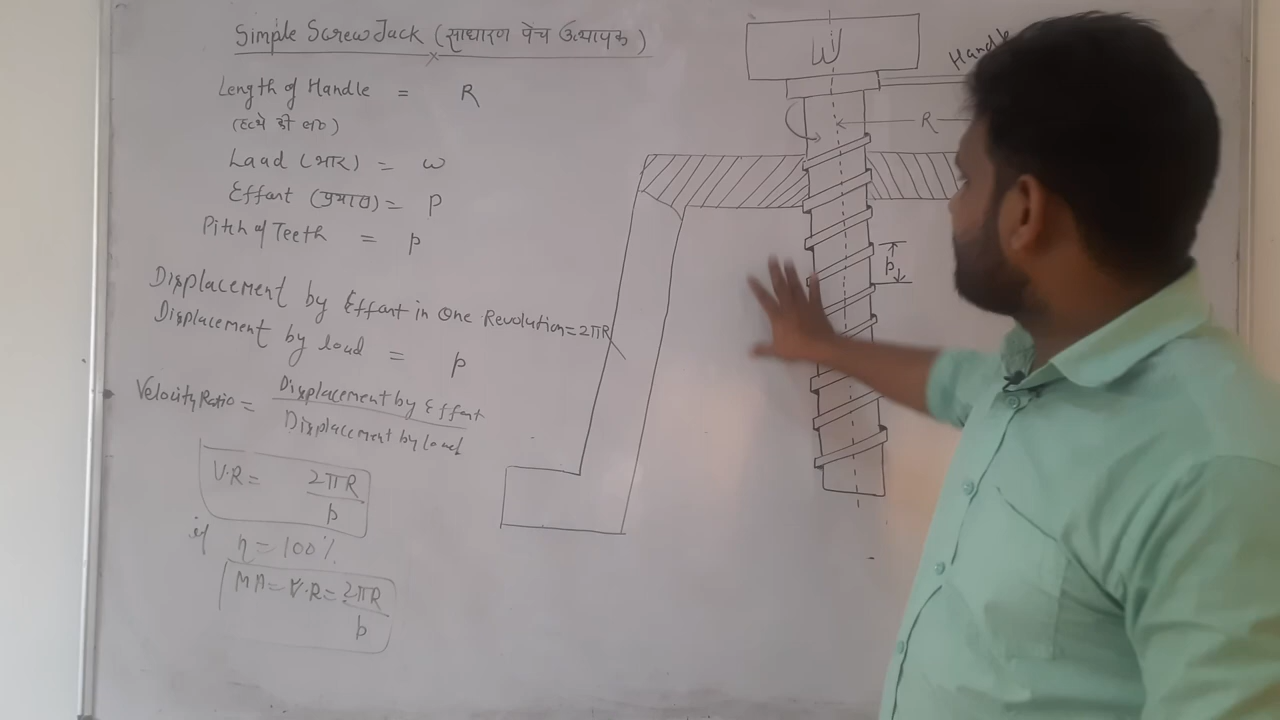 Simple Screw Jack (साधारण पेंच उत्थापक)
Length of Handle = R
Laad (भार) = w
Effort (प्रयास) = P
Pitch of Teeth = p
Displacement by Effort in One Revolution = 2πR
Displacement by load = p
Velocity Ratio = Displacement by Effort
Displacement by load
V.R = 2πR
p
if η = 100%
MA = V.R = 2πR
p
W
Handle
R
p